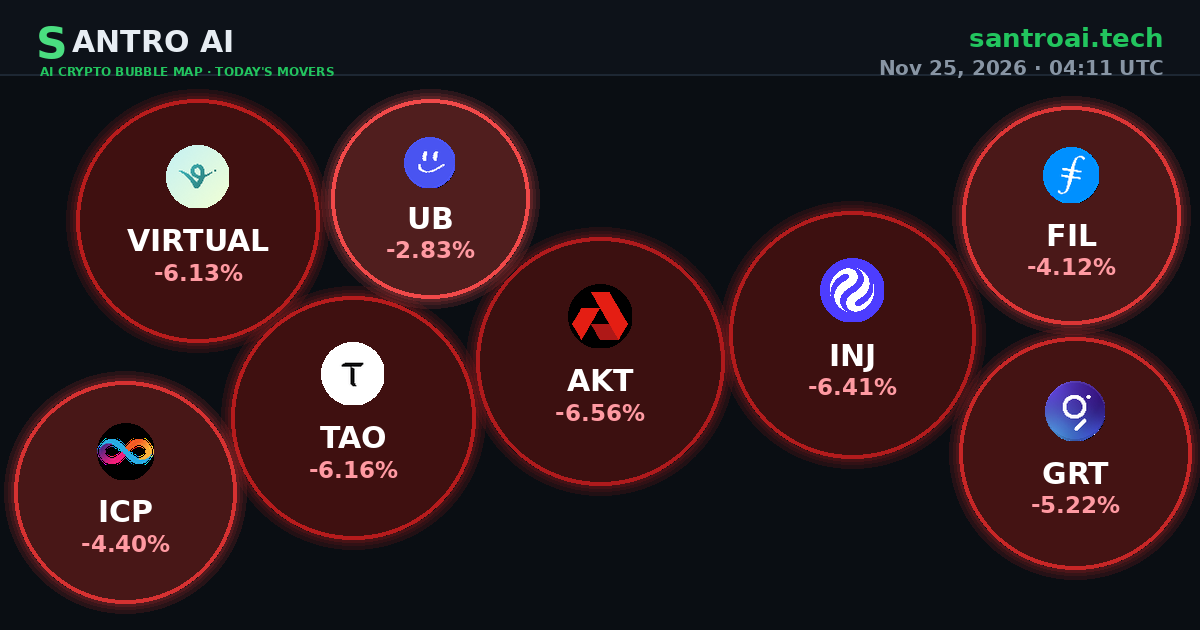 SANTRO AI
AI CRYPTO BUBBLE MAP · TODAY'S MOVERS
santroai.tech
Nov 25, 2026 · 04:11 UTC
VIRTUAL
-6.13%
UB
-2.83%
FIL
-4.12%
INJ
-6.41%
AKT
-6.56%
TAO
-6.16%
GRT
-5.22%
ICP
-4.40%